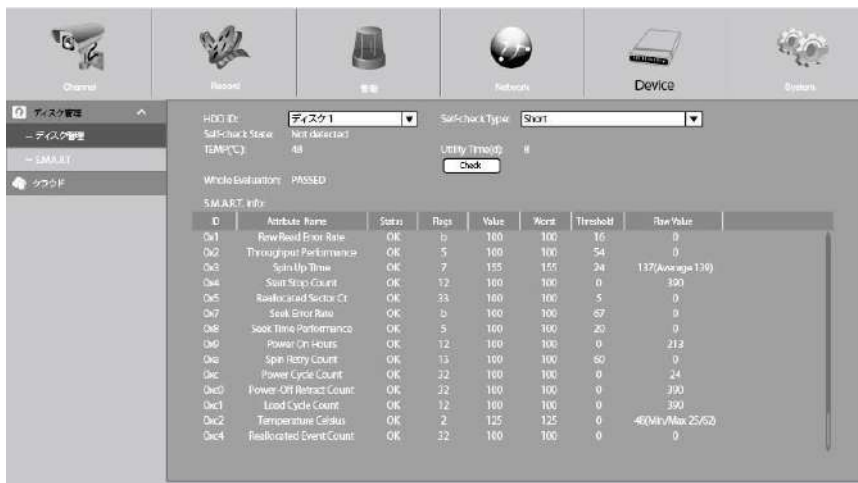 Channel
Record
Network
Device
System
ディスク管理
HDD ID:
ディスク1
Self-check Type:
Short
– ディスク管理
Self-check State:
Not detected
TEMP(°C):
48
Utility Time(d):
8
– S.M.A.R.T
Check
クラウド
Whole Evaluation:
PASSED
S.M.A.R.T. Info:
ID Attribute Name Status Flags Value Worst Threshold Raw Value
0x1 Raw Read Error Rate OK b 100 100 16 0
0x2 Throughput Performance OK 5 100 100 54 0
0x3 Spin Up Time OK 7 155 155 24 137(Average 139)
0x4 Start Stop Count OK 12 100 100 0 390
0x5 Reallocated Sector Ct OK 33 100 100 5 0
0x7 Seek Error Rate OK b 100 100 67 0
0x8 Seek Time Performance OK 5 100 100 20 0
0x9 Power On Hours OK 12 100 100 0 213
0xa Spin Retry Count OK 13 100 100 60 0
0xc Power Cycle Count OK 32 100 100 0 24
0xc0 Power-Off Retract Count OK 32 100 100 0 390
0xc1 Load Cycle Count OK 12 100 100 0 390
0xc2 Temperature Celsius OK 2 125 125 0 48(Min/Max 25/62)
0xc4 Reallocated Event Count OK 32 100 100 0 0